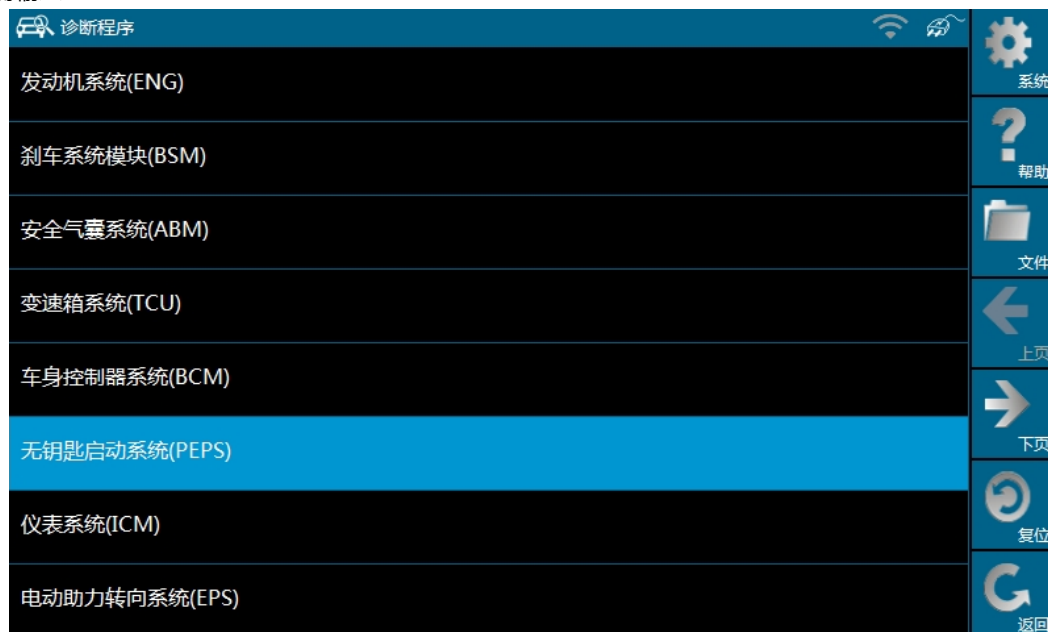 诊断程序
发动机系统(ENG)
刹车系统模块(BSM)
安全气囊系统(ABM)
变速箱系统(TCU)
车身控制器系统(BCM)
无钥匙启动系统(PEPS)
仪表系统(ICM)
电动助力转向系统(EPS)
系统
帮助
文件
上页
下页
复位
返回